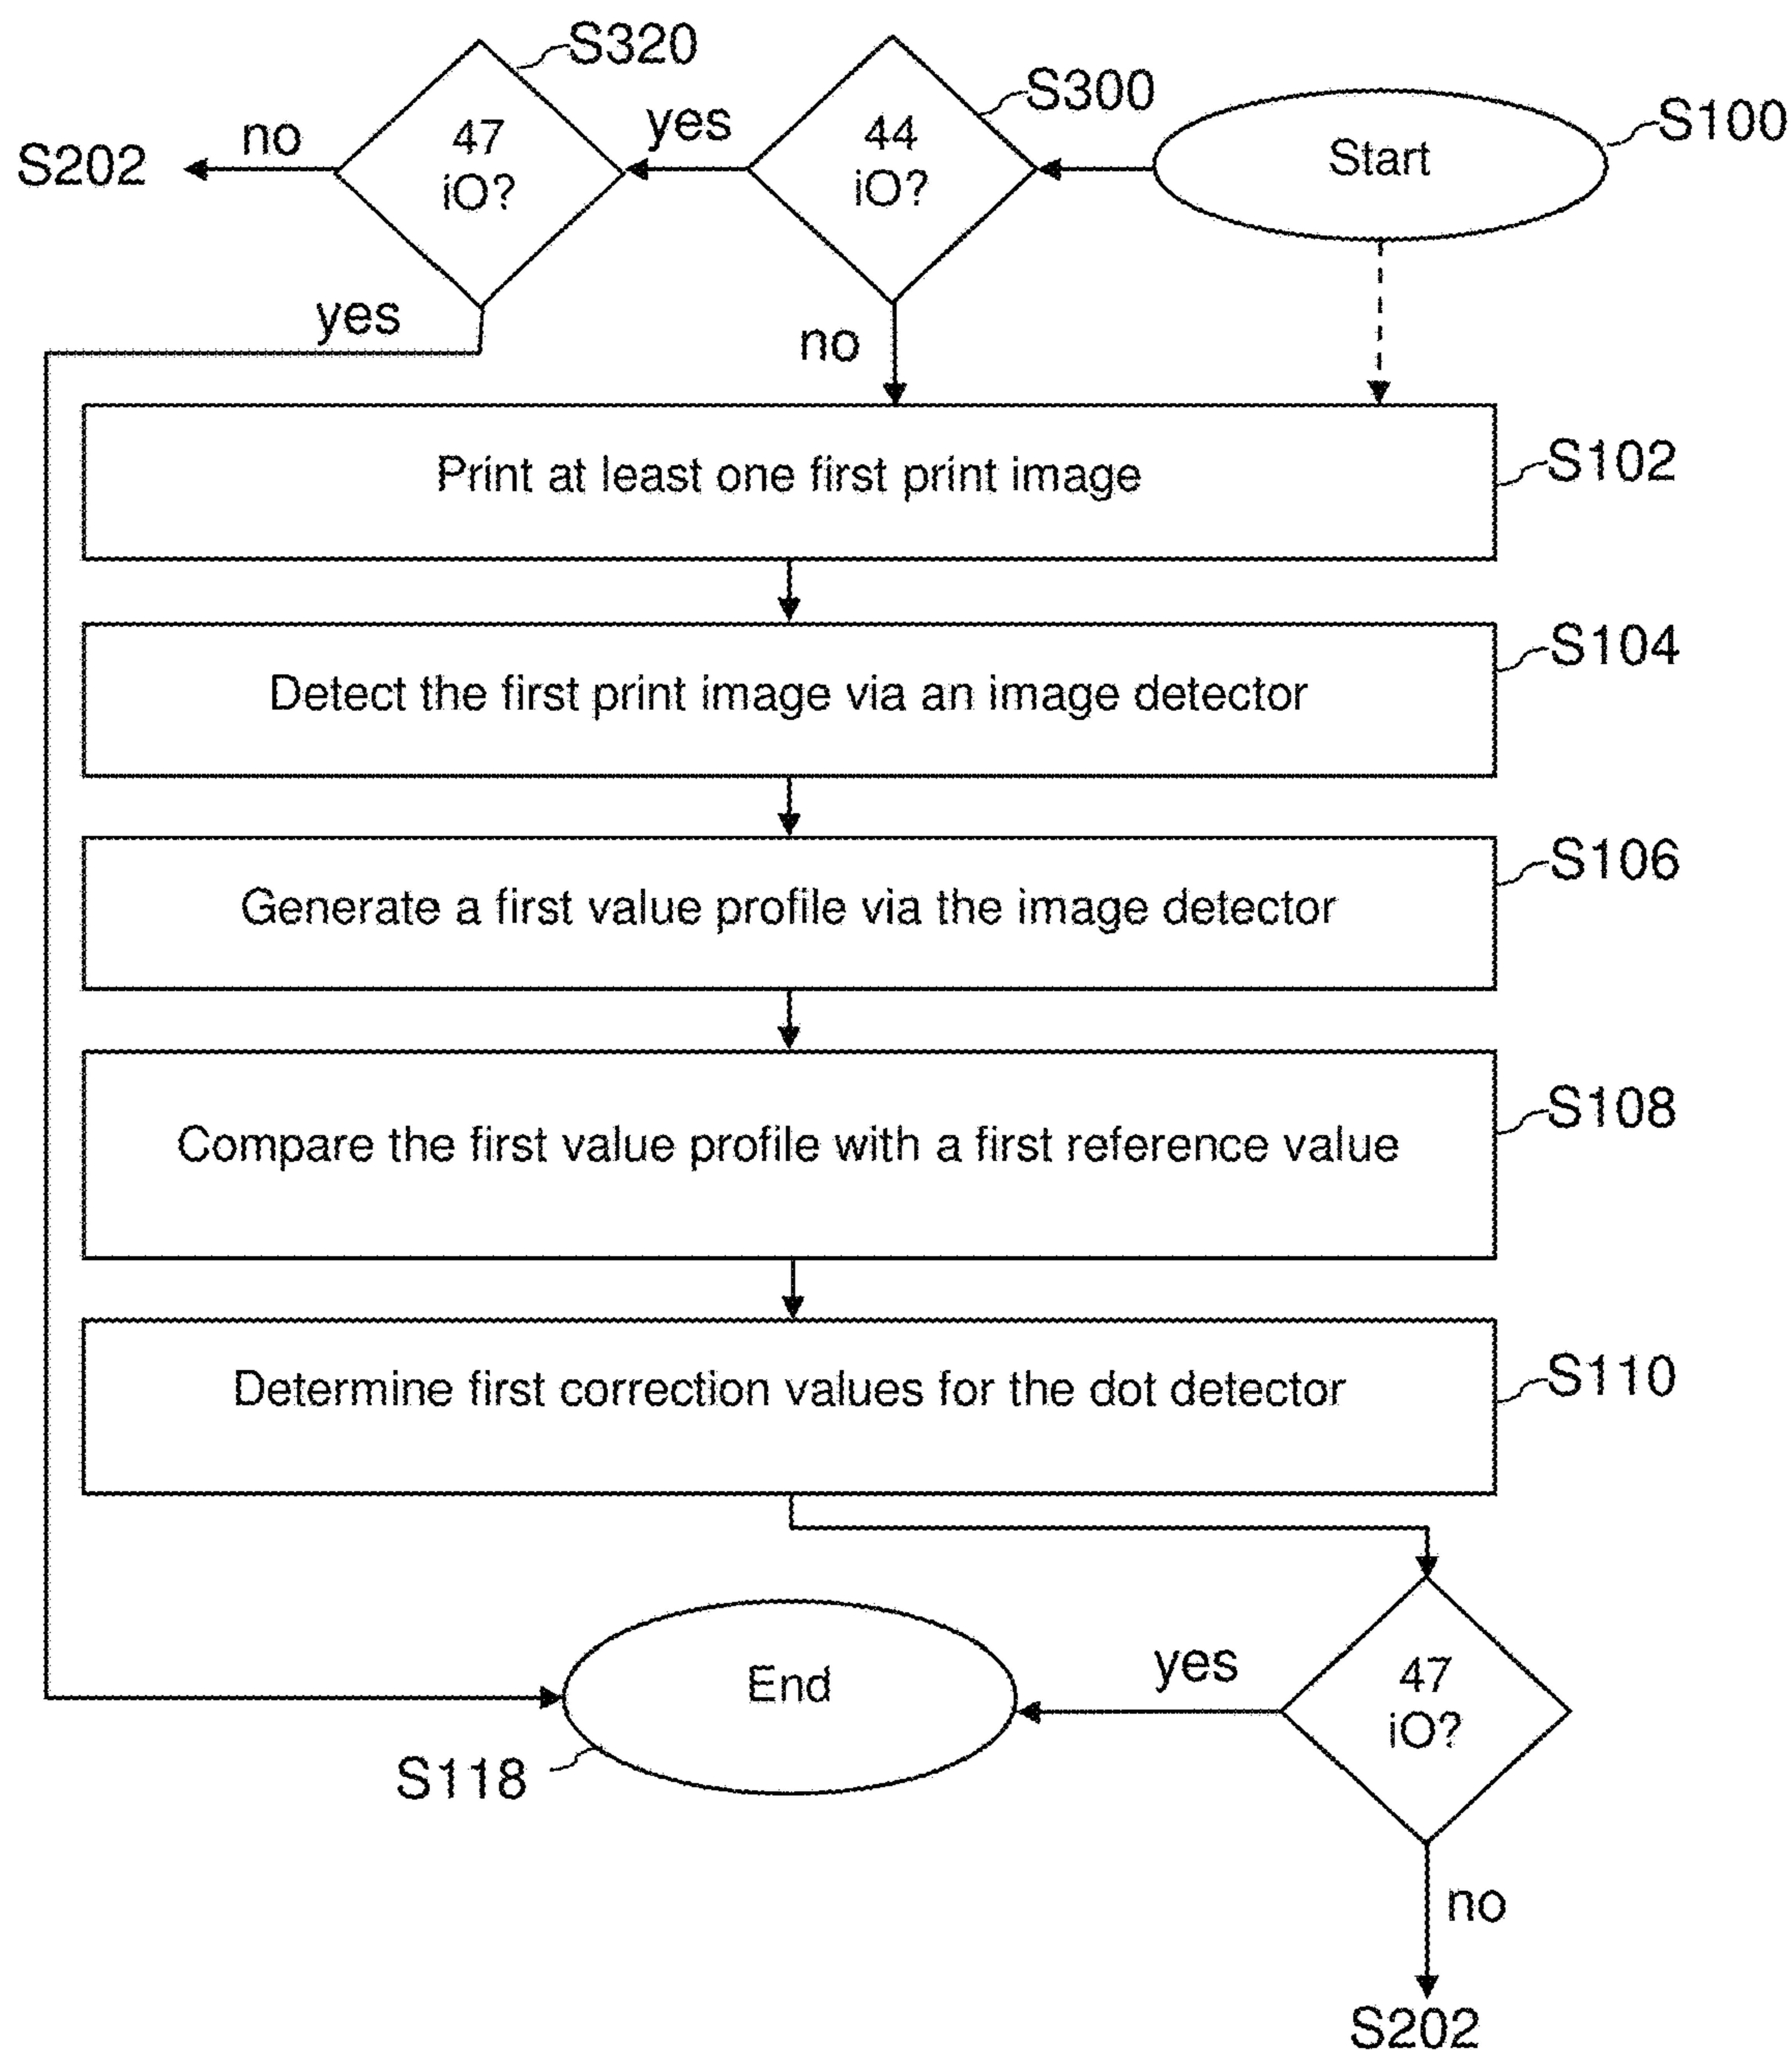 S320
S300
S100
S202
no
47
iO?
yes
44
iO?
Start
yes
no
Print at least one first print image
S102
Detect the first print image via an image detector
S104
Generate a first value profile via the image detector
S106
Compare the first value profile with a first reference value
S108
Determine first correction values for the dot detector
S110
End
yes
47
iO?
S118
no
S202